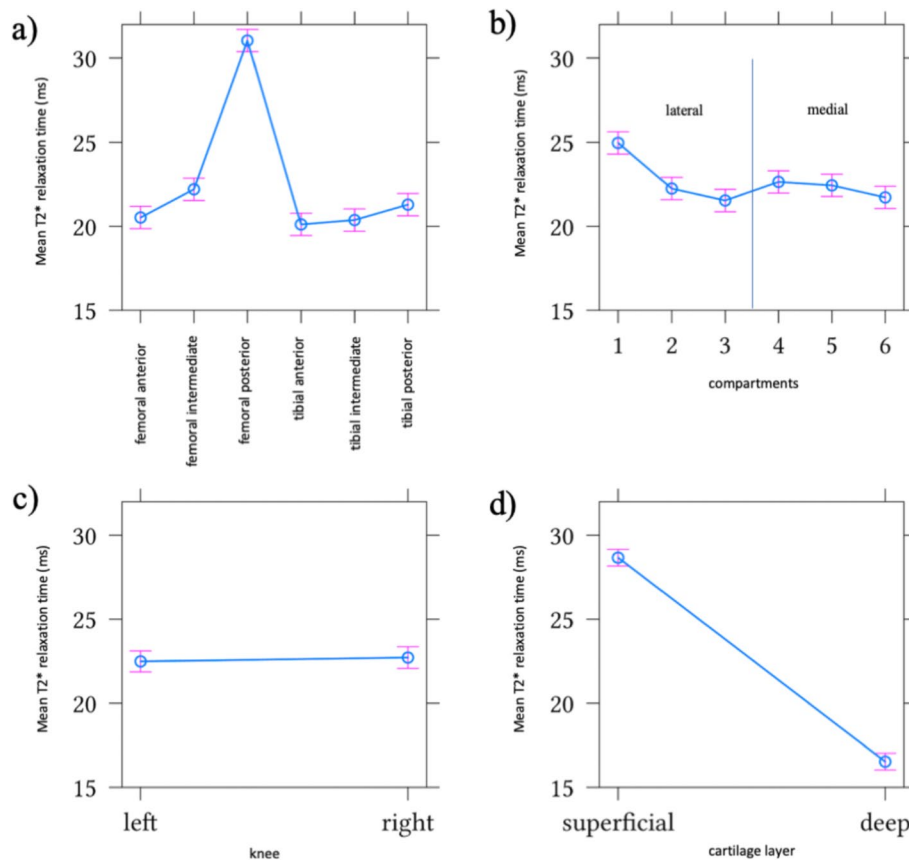 a)
Mean T2* relaxation time (ms)
30
25
20
15
femoral anterior
femoral intermediate
femoral posterior
tibial anterior
tibial intermediate
tibial posterior
b)
Mean T2* relaxation time (ms)
30
25
20
15
lateral
medial
1 2 3 4 5 6
compartments
c)
Mean T2* relaxation time (ms)
30
25
20
15
left right
knee
d)
Mean T2* relaxation time (ms)
30
25
20
15
superficial deep
cartilage layer